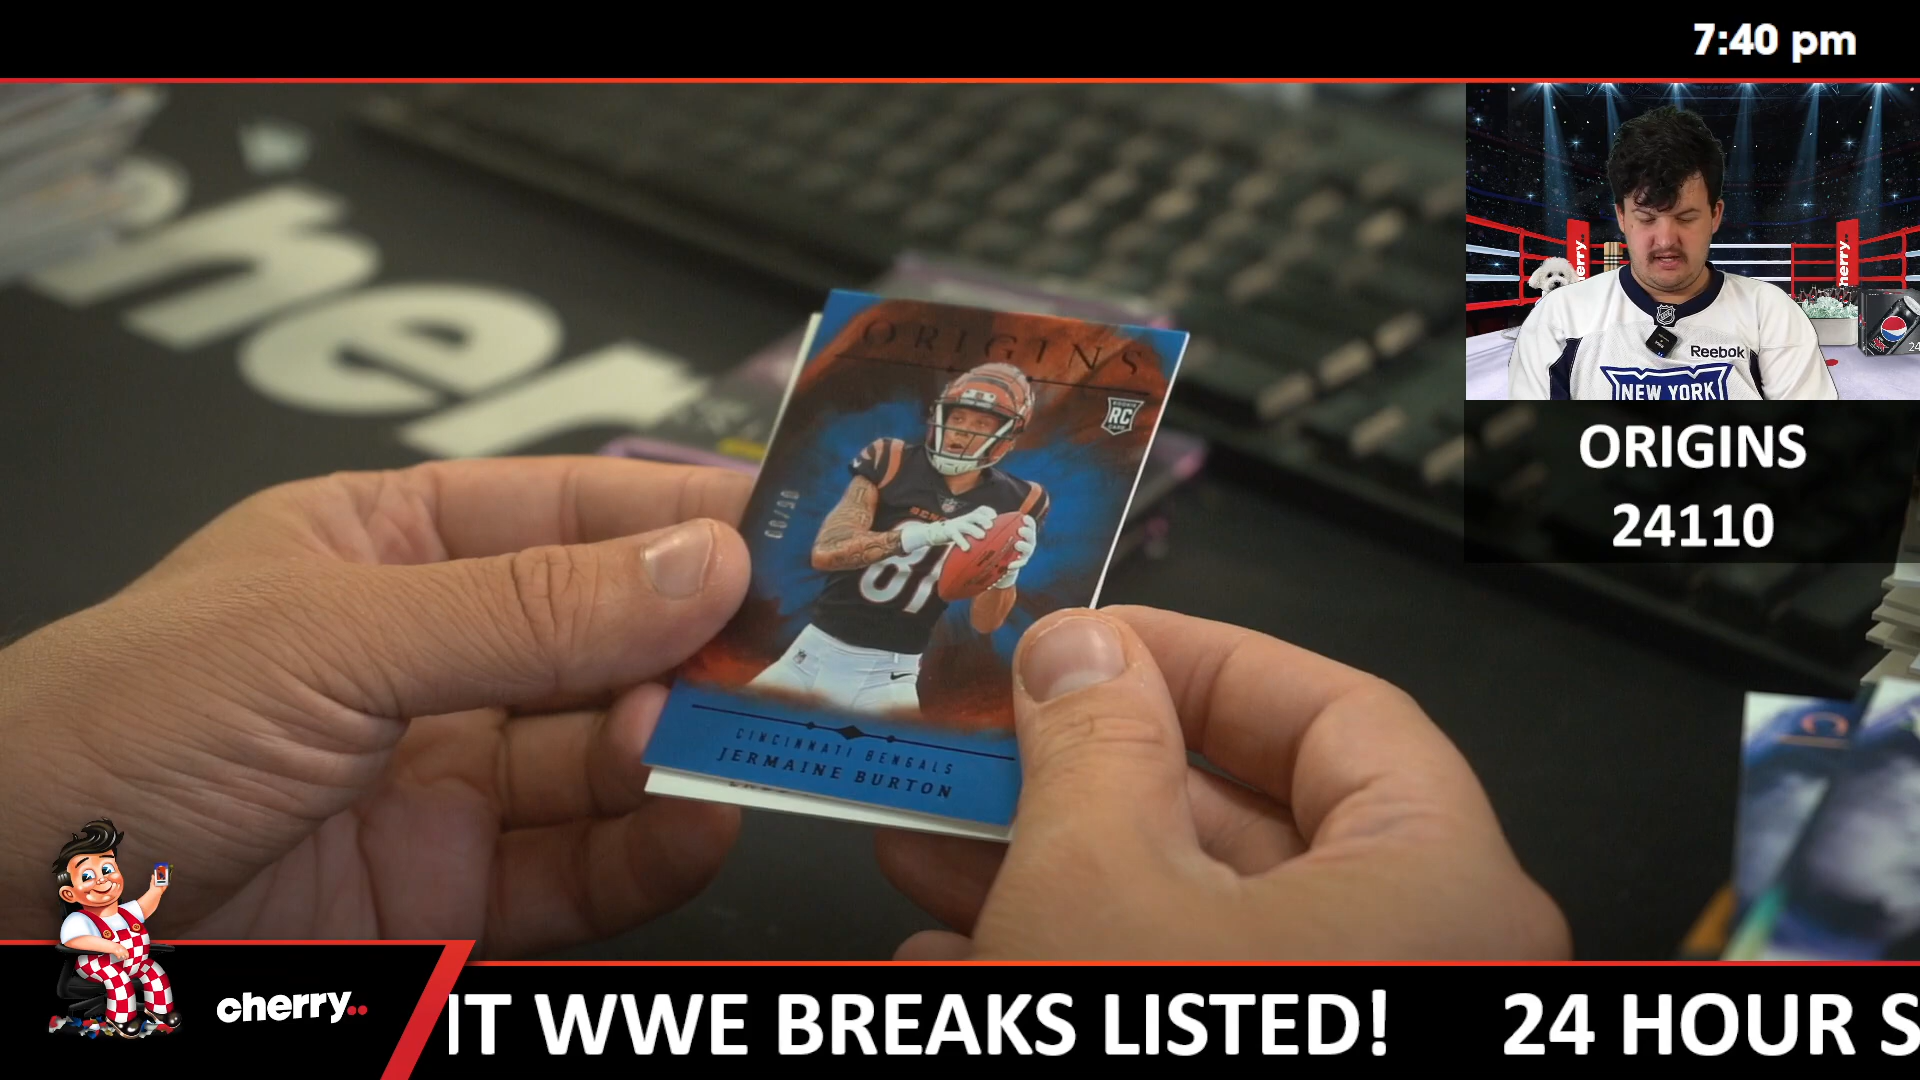 7:40 pm
ORIGINS
RC
81
CINCINNATI BENGALS
JERMAINE BURTON
Reebok
NEW YORK
ORIGINS
24110
cherry..
IT WWE BREAKS LISTED!
24 HOUR S